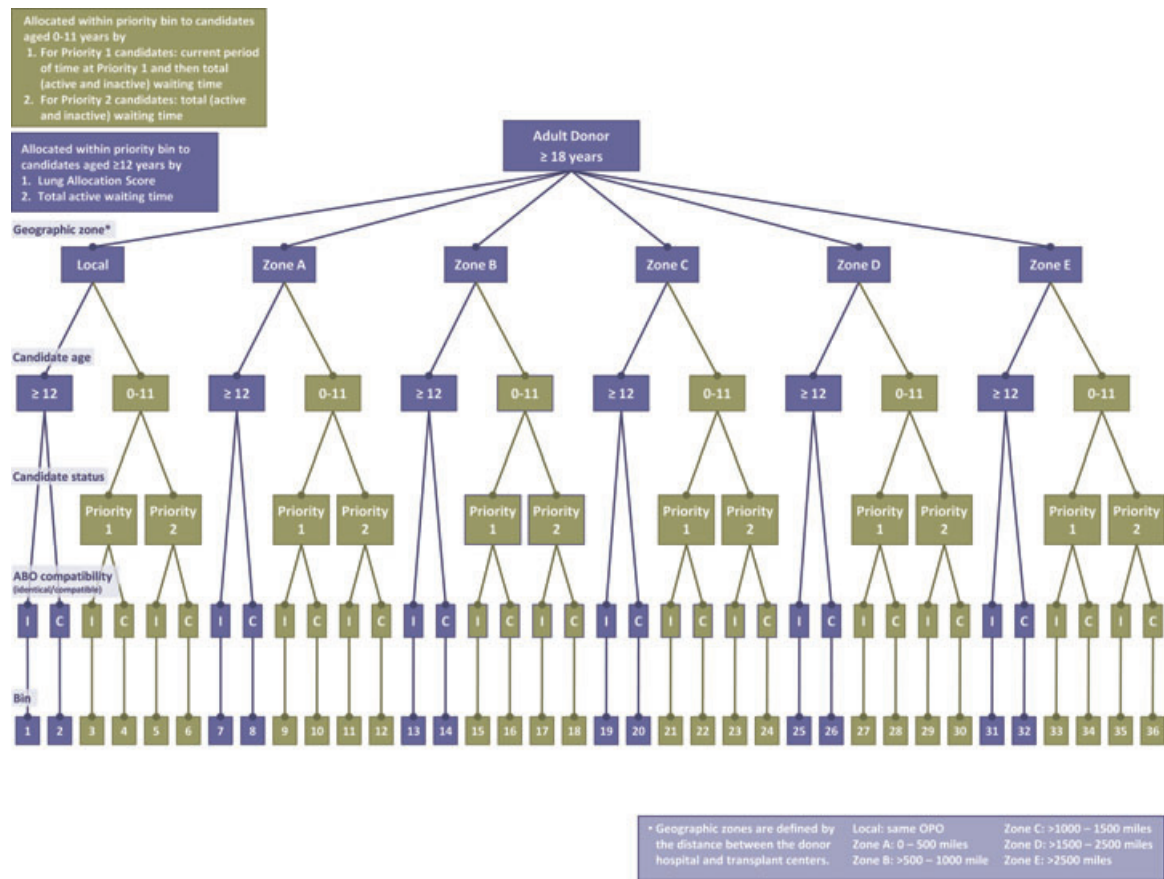 Allocated within priority bin to candidates
aged 0-11 years by
1. For Priority 1 candidates: current period
of time at Priority 1 and then total
(active and inactive) waiting time
2. For Priority 2 candidates: total (active
and inactive) waiting time
Allocated within priority bin to
candidates aged ≥12 years by
1. Lung Allocation Score
2. Total active waiting time
Adult Donor
≥ 18 years
Geographic zone*
Local Zone A Zone B Zone C Zone D Zone E
Candidate age
≥ 12 0-11 ≥ 12 0-11 ≥ 12 0-11 ≥ 12 0-11 ≥ 12 0-11 ≥ 12 0-11
Candidate status
Priority 1 Priority 2 Priority 1 Priority 2 Priority 1 Priority 2 Priority 1 Priority 2 Priority 1 Priority 2 Priority 1 Priority 2
ABO compatibility
(identical/compatible)
I C I C I C I C I C I C I C I C I C I C I C I C I C I C I C I C I C I C
Bin
1 2 3 4 5 6 7 8 9 10 11 12 13 14 15 16 17 18 19 20 21 22 23 24 25 26 27 28 29 30 31 32 33 34 35 36
* Geographic zones are defined by
the distance between the donor
hospital and transplant centers.
Local: same OPO
Zone A: 0 – 500 miles
Zone B: >500 – 1000 mile
Zone C: >1000 – 1500 miles
Zone D: >1500 – 2500 miles
Zone E: >2500 miles